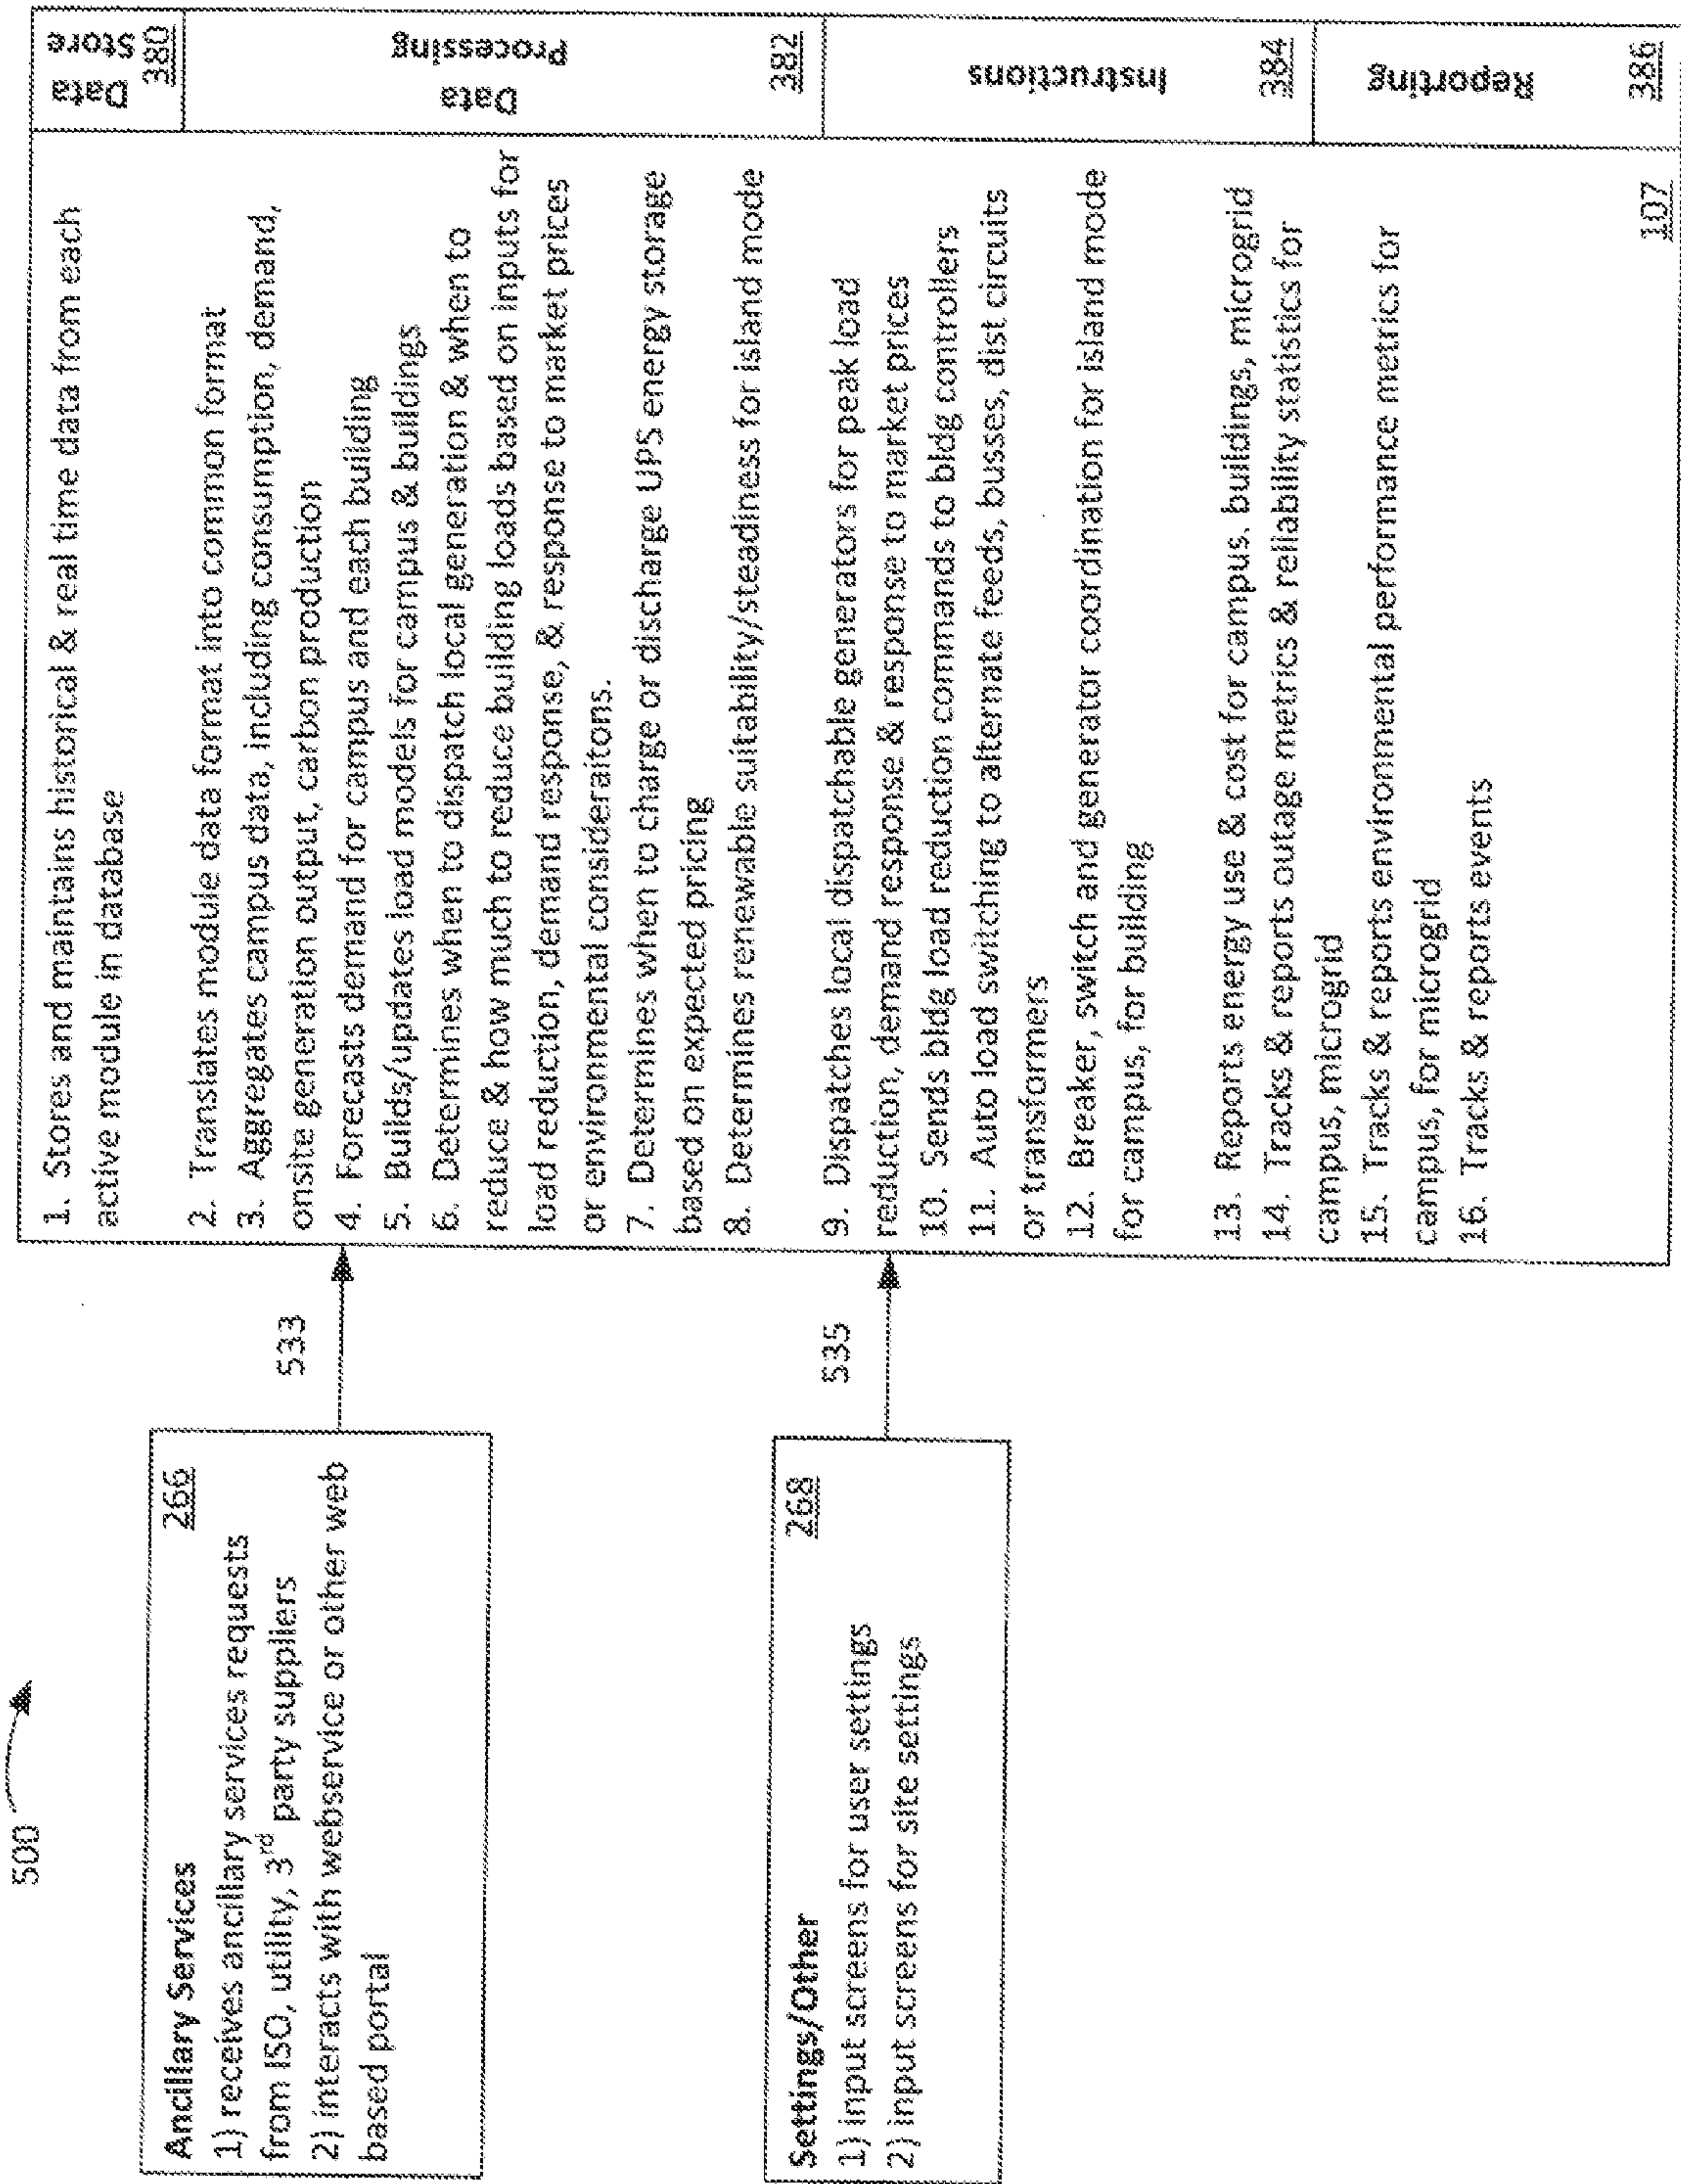 500
Ancillary Services 266
1) receives ancillary services requests
from ISO, utility, 3rd party suppliers
2) interacts with webservice or other web
based portal
533
Settings/Other 268
1) input screens for user settings
2) input screens for site settings
535
1. Stores and maintains historical & real time data from each
active module in database
Data
Store
380
2. Translates module data format into common format
3. Aggregates campus data, including consumption, demand,
onsite generation output, carbon production
4. Forecasts demand for campus and each building
5. Builds/updates load models for campus & buildings
6. Determines when to dispatch local generation & when to
reduce & how much to reduce building loads based on inputs for
load reduction, demand response, & response to market prices
or environmental consideraitons.
7. Determines when to charge or discharge UPS energy storage
based on expected pricing
8. Determines renewable suitability/steadiness for island mode
Data
Processing
382
9. Dispatches local dispatchable generators for peak load
reduction, demand response & response to market prices
10. Sends bldg load reduction commands to bldg controllers
11. Auto load switching to alternate feeds, busses, dist circuits
or transformers
12. Breaker, switch and generator coordination for island mode
for campus, for building
Instructions
384
13. Reports energy use & cost for campus. buildings, microgrid
14. Tracks & reports outage metrics & reliability statistics for
campus, microgrid
15. Tracks & reports environmental performance metrics for
campus, for microgrid
16. Tracks & reports events
Reporting
386
107